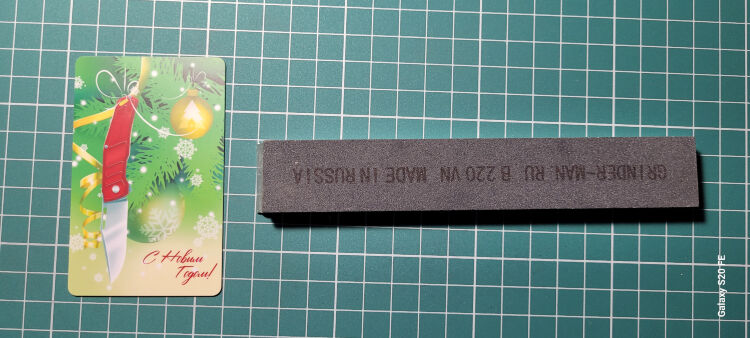 С Новым
Годом!
GRINDER-MAN. RU B 220 VN MADE IN RUSSIA
Galaxy S20 FE